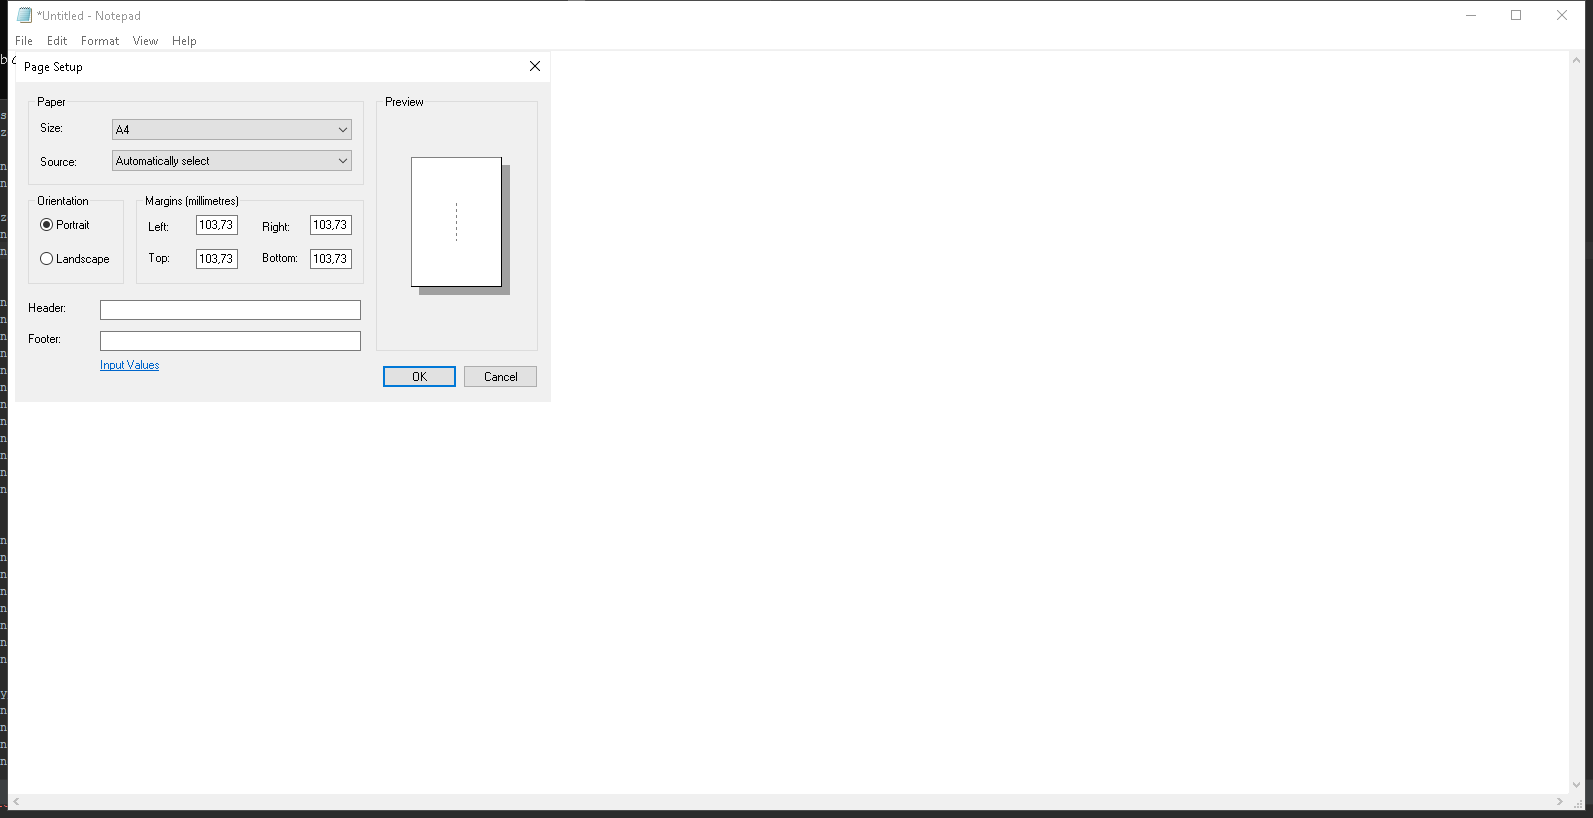 *Untitled - Notepad
File Edit Format View Help
Page Setup
Paper
Size: A4
Source: Automatically select
Orientation
Portrait
Landscape
Margins (millimetres)
Left: 103,73 Right: 103,73
Top: 103,73 Bottom: 103,73
Header:
Footer:
Input Values
Preview
OK Cancel